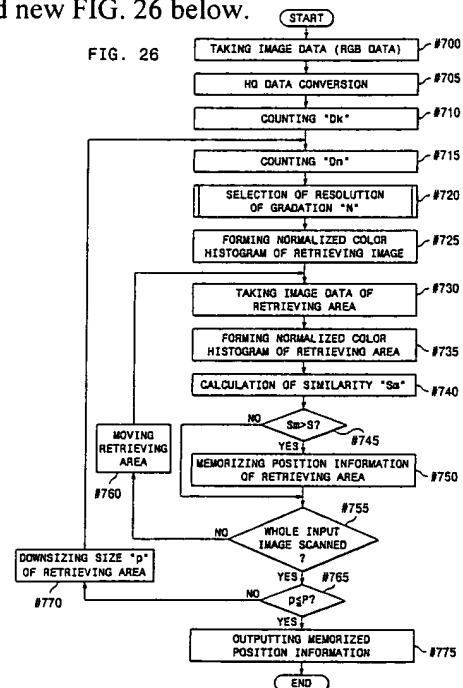 d new FIG. 26 below.
START
FIG. 26
TAKING IMAGE DATA (RGB DATA)
#700
HQ DATA CONVERSION
#705
COUNTING "Dk"
#710
COUNTING "Dn"
#715
SELECTION OF RESOLUTION
OF GRADATION "N"
#720
FORMING NORMALIZED COLOR
HISTOGRAM OF RETRIEVING IMAGE
#725
TAKING IMAGE DATA OF
RETRIEVING AREA
#730
FORMING NORMALIZED COLOR
HISTOGRAM OF RETRIEVING AREA
#735
CALCULATION OF SIMILARITY "Sm"
#740
NO
Sm>S?
#745
YES
MOVING
RETRIEVING
AREA
#760
MEMORIZING POSITION INFORMATION
OF RETRIEVING AREA
#750
#755
NO
WHOLE INPUT
IMAGE SCANNED
?
YES
#765
DOWNSIZING SIZE "p"
OF RETRIEVING AREA
#770
NO
p≦P?
YES
OUTPUTTING MEMORIZED
POSITION INFORMATION
#775
END